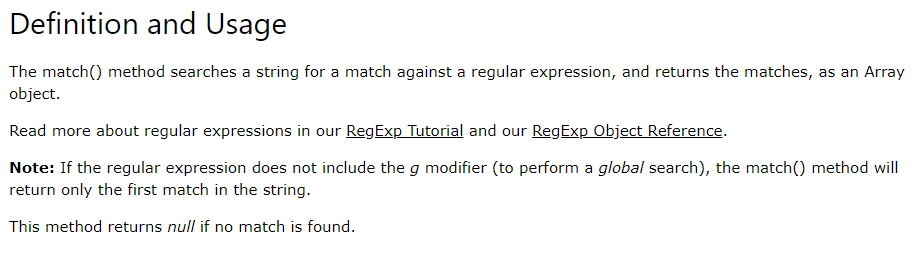 Definition and Usage
The match() method searches a string for a match against a regular expression, and returns the matches, as an Array
object.
Read more about regular expressions in our RegExp Tutorial and our RegExp Object Reference.
Note: If the regular expression does not include the g modifier (to perform a global search), the match() method will
return only the first match in the string.
This method returns null if no match is found.